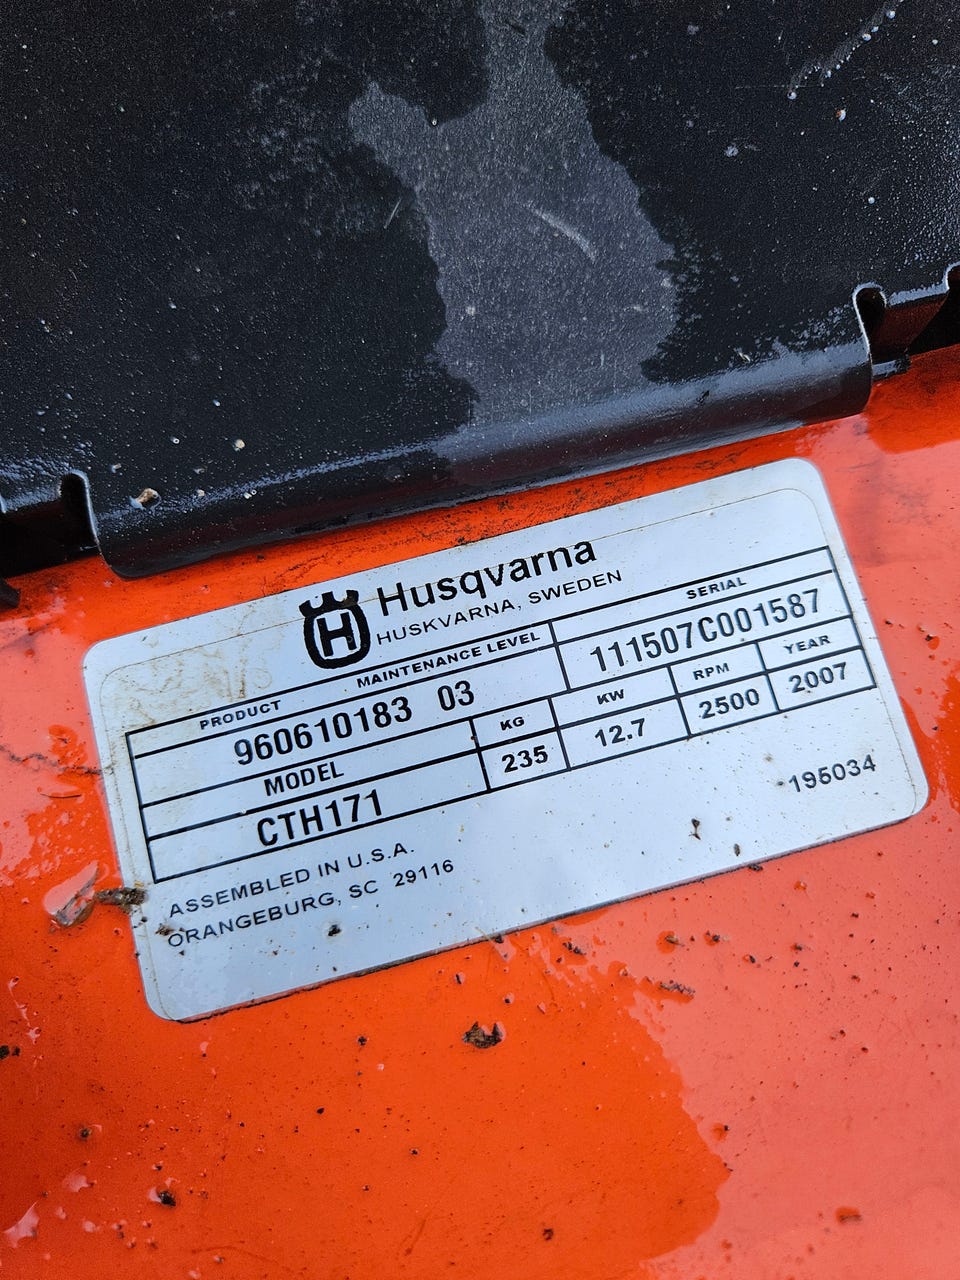 Husqvarna
HUSKVARNA, SWEDEN
PRODUCT MAINTENANCE LEVEL SERIAL
960610183 03 111507C001587
MODEL KG KW RPM YEAR
CTH171 235 12.7 2500 2007
195034
ASSEMBLED IN U.S.A.
ORANGEBURG, SC 29116